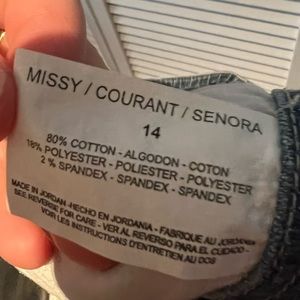 MISSY / COURANT / SENORA
14
80% COTTON - ALGODON - COTON
18% POLYESTER - POLIESTER - POLYESTER
2 % SPANDEX - SPANDEX - SPANDEX
MADE IN JORDAN -HECHO EN JORDANIA - FABRIQUE AU JORDANIE
SEE REVERSE FOR CARE - VER AL REVERSO PARA EL CUIDADO -
VOIR LES INSTRUCTIONS D'ENTRETIEN AU DOS